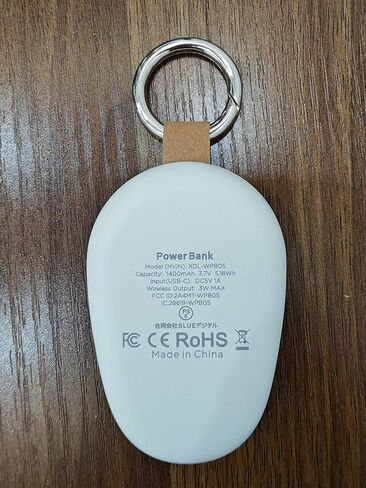 Power Bank
Model (HVIN): XDL-WPB05
Capacity: 1400mAh 3.7V 5.18Wh
Input(USB-C): DC5V 1A
Wireless Output: 3W MAX
FCC ID:2A4MT-WPB05
IC:28619-WPB05
PS
E
合同会社BLUEデジタル
FC CE RoHS
Made in China